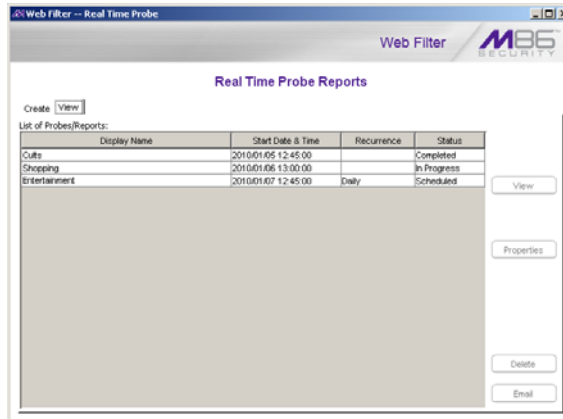 Web Filter -- Real Time Probe
Web Filter M86 SECURITY
Real Time Probe Reports
Create View
List of Probes/Reports:
Display Name Start Date & Time Recurrence Status
Cults 2010/01/05 12:45:00 Completed
Shopping 2010/01/06 13:00:00 In Progress
Entertainment 2010/01/07 12:45:00 Daily Scheduled
View
Properties
Delete
Email